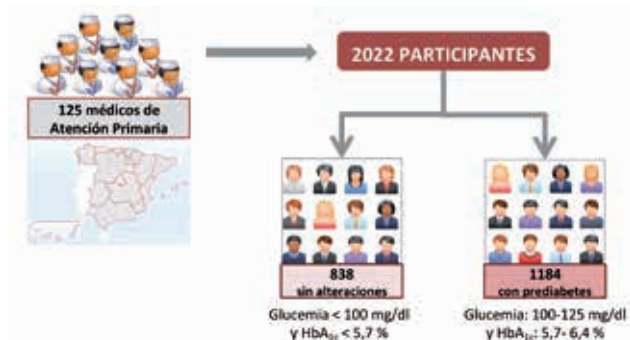 125 médicos de
Atención Primaria
2022 PARTICIPANTES
838
sin alteraciones
Glucemia < 100 mg/dl
y HbA1c < 5,7 %
1184
con prediabetes
Glucemia: 100-125 mg/dl
y HbA1c: 5,7- 6,4 %